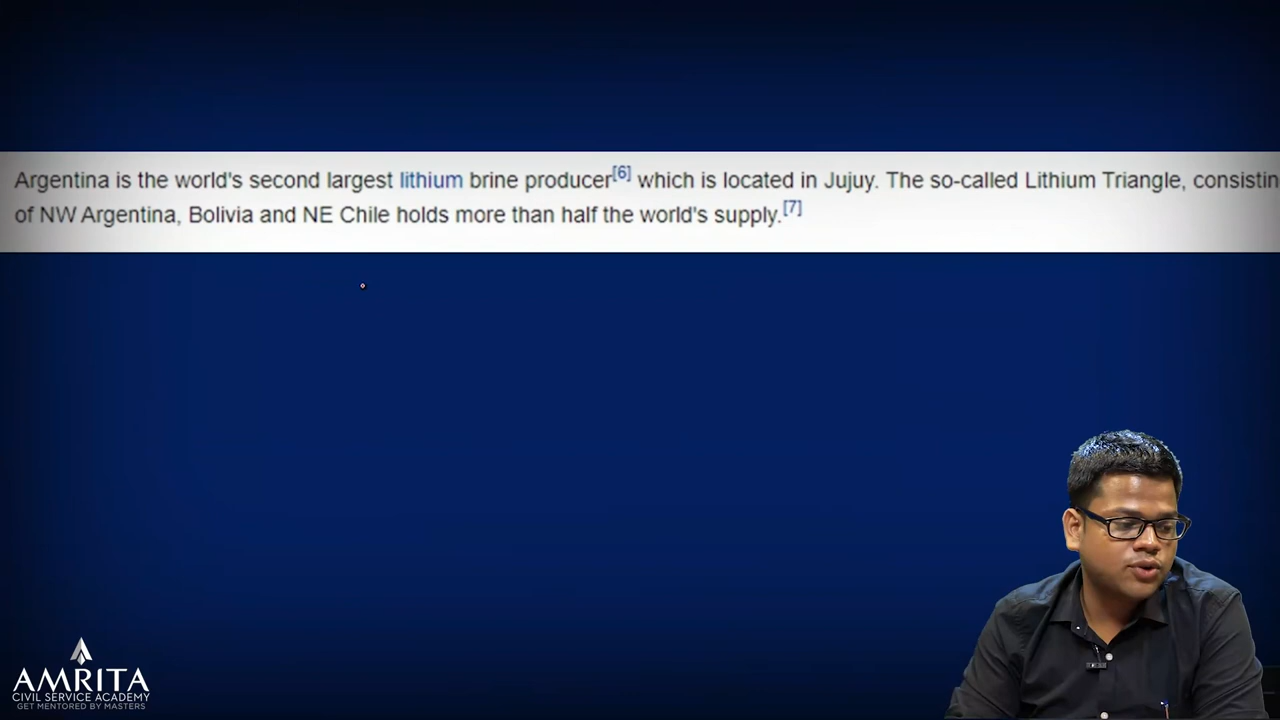 Argentina is the world's second largest lithium brine producer[6] which is located in Jujuy. The so-called Lithium Triangle, consistin
of NW Argentina, Bolivia and NE Chile holds more than half the world's supply.[7]
AMRITA
CIVIL SERVICE ACADEMY
GET MENTORED BY MASTERS